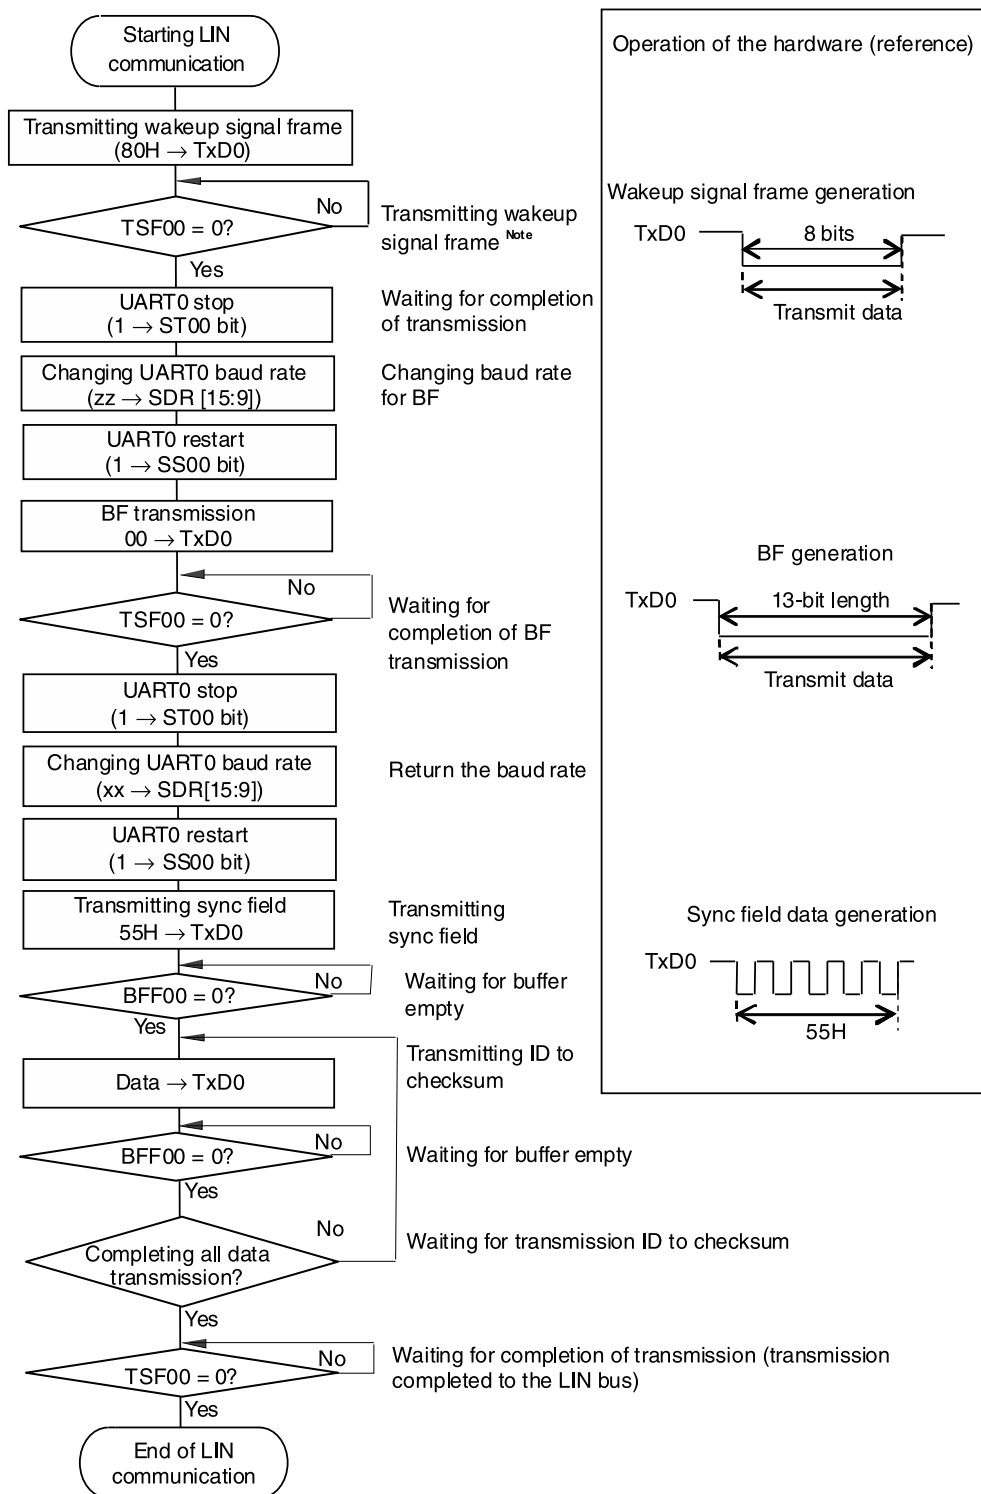 Starting LIN
communication
Transmitting wakeup signal frame
(80H → TxD0)
TSF00 = 0?
No
Yes
Transmitting wakeup
signal frame Note
UART0 stop
(1 → ST00 bit)
Waiting for completion
of transmission
Changing UART0 baud rate
(zz → SDR [15:9])
Changing baud rate
for BF
UART0 restart
(1 → SS00 bit)
BF transmission
00 → TxD0
No
TSF00 = 0?
Yes
Waiting for
completion of BF
transmission
UART0 stop
(1 → ST00 bit)
Changing UART0 baud rate
(xx → SDR[15:9])
Return the baud rate
UART0 restart
(1 → SS00 bit)
Transmitting sync field
55H → TxD0
Transmitting
sync field
No
BFF00 = 0?
Yes
Waiting for buffer
empty
Transmitting ID to
checksum
Data → TxD0
No
BFF00 = 0?
Yes
Waiting for buffer empty
No
Completing all data
transmission?
Yes
Waiting for transmission ID to checksum
No
TSF00 = 0?
Yes
Waiting for completion of transmission (transmission
completed to the LIN bus)
End of LIN
communication
Operation of the hardware (reference)
Wakeup signal frame generation
TxD0
8 bits
Transmit data
BF generation
TxD0
13-bit length
Transmit data
Sync field data generation
TxD0
55H